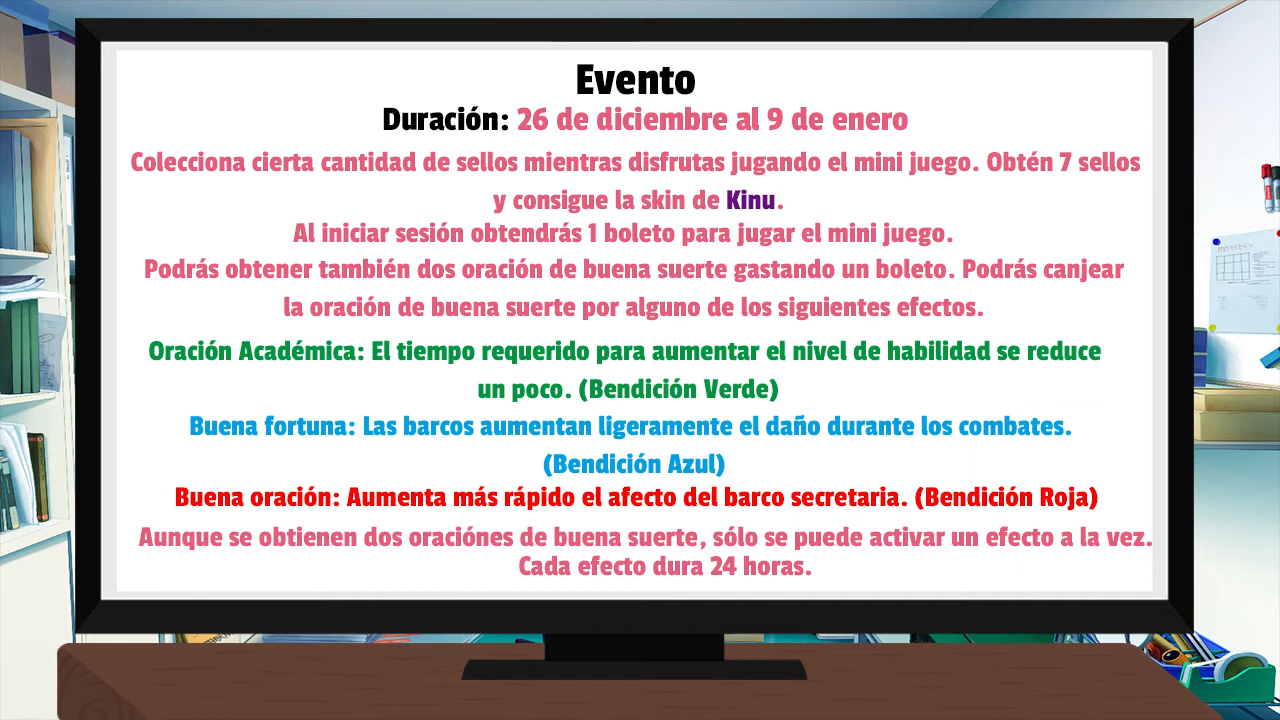 Evento
Duración: 26 de diciembre al 9 de enero
Colecciona cierta cantidad de sellos mientras disfrutas jugando el mini juego. Obtén 7 sellos
y consigue la skin de Kinu.
Al iniciar sesión obtendrás 1 boleto para jugar el mini juego.
Podrás obtener también dos oración de buena suerte gastando un boleto. Podrás canjear
la oración de buena suerte por alguno de los siguientes efectos.
Oración Académica: El tiempo requerido para aumentar el nivel de habilidad se reduce
un poco. (Bendición Verde)
Buena fortuna: Las barcos aumentan ligeramente el daño durante los combates.
(Bendición Azul)
Buena oración: Aumenta más rápido el afecto del barco secretaria. (Bendición Roja)
Aunque se obtienen dos oraciónes de buena suerte, sólo se puede activar un efecto a la vez.
Cada efecto dura 24 horas.